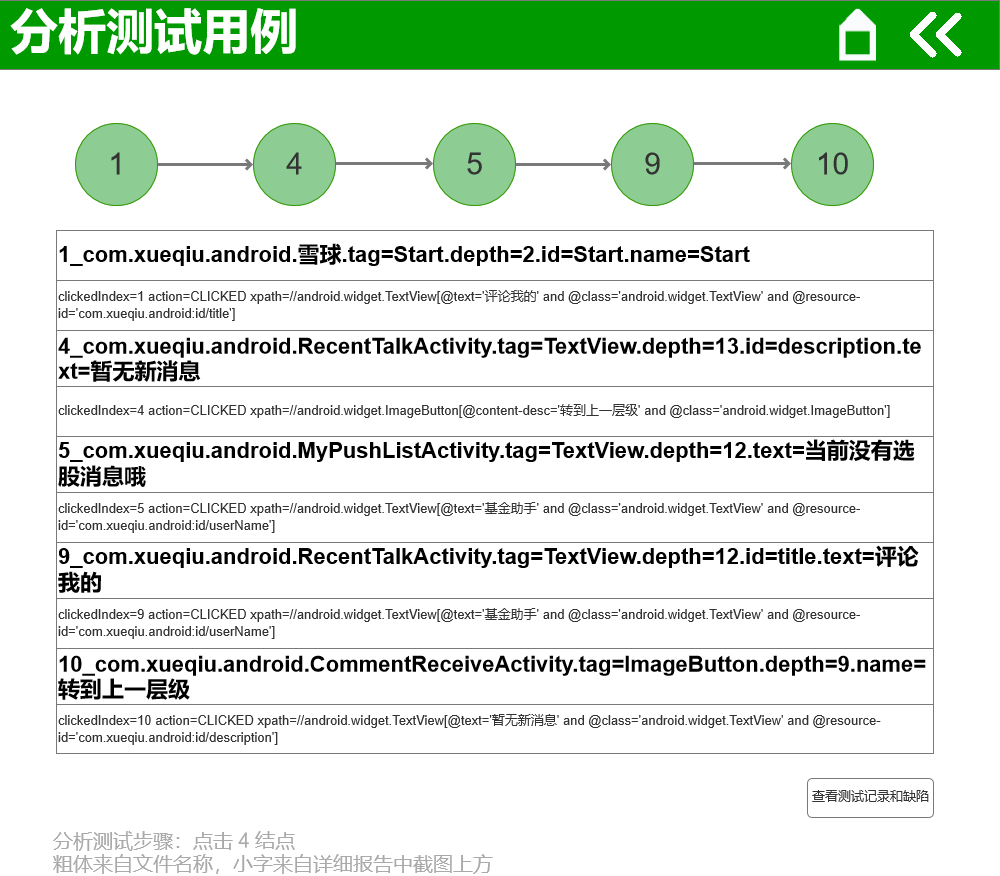 分析测试用例
1
4
5
9
10
1_com.xueqiu.android.雪球.tag=Start.depth=2.id=Start.name=Start
clickedIndex=1 action=CLICKED xpath=//android.widget.TextView[@text='评论我的' and @class='android.widget.TextView' and @resource-
id='com.xueqiu.android:id/title']
4_com.xueqiu.android.RecentTalkActivity.tag=TextView.depth=13.id=description.te
xt=暂无新消息
clickedIndex=4 action=CLICKED xpath=//android.widget.ImageButton[@content-desc='转到上一层级' and @class='android.widget.ImageButton']
5_com.xueqiu.android.MyPushListActivity.tag=TextView.depth=12.text=当前没有选
股消息哦
clickedIndex=5 action=CLICKED xpath=//android.widget.TextView[@text='基金助手' and @class='android.widget.TextView' and @resource-
id='com.xueqiu.android:id/userName']
9_com.xueqiu.android.RecentTalkActivity.tag=TextView.depth=12.id=title.text=评论
我的
clickedIndex=9 action=CLICKED xpath=//android.widget.TextView[@text='基金助手' and @class='android.widget.TextView' and @resource-
id='com.xueqiu.android:id/userName']
10_com.xueqiu.android.CommentReceiveActivity.tag=ImageButton.depth=9.name=
转到上一层级
clickedIndex=10 action=CLICKED xpath=//android.widget.TextView[@text='暂无新消息' and @class='android.widget.TextView' and @resource-
id='com.xueqiu.android:id/description']
查看测试记录和缺陷
分析测试步骤：点击 4 结点
粗体来自文件名称，小字来自详细报告中截图上方